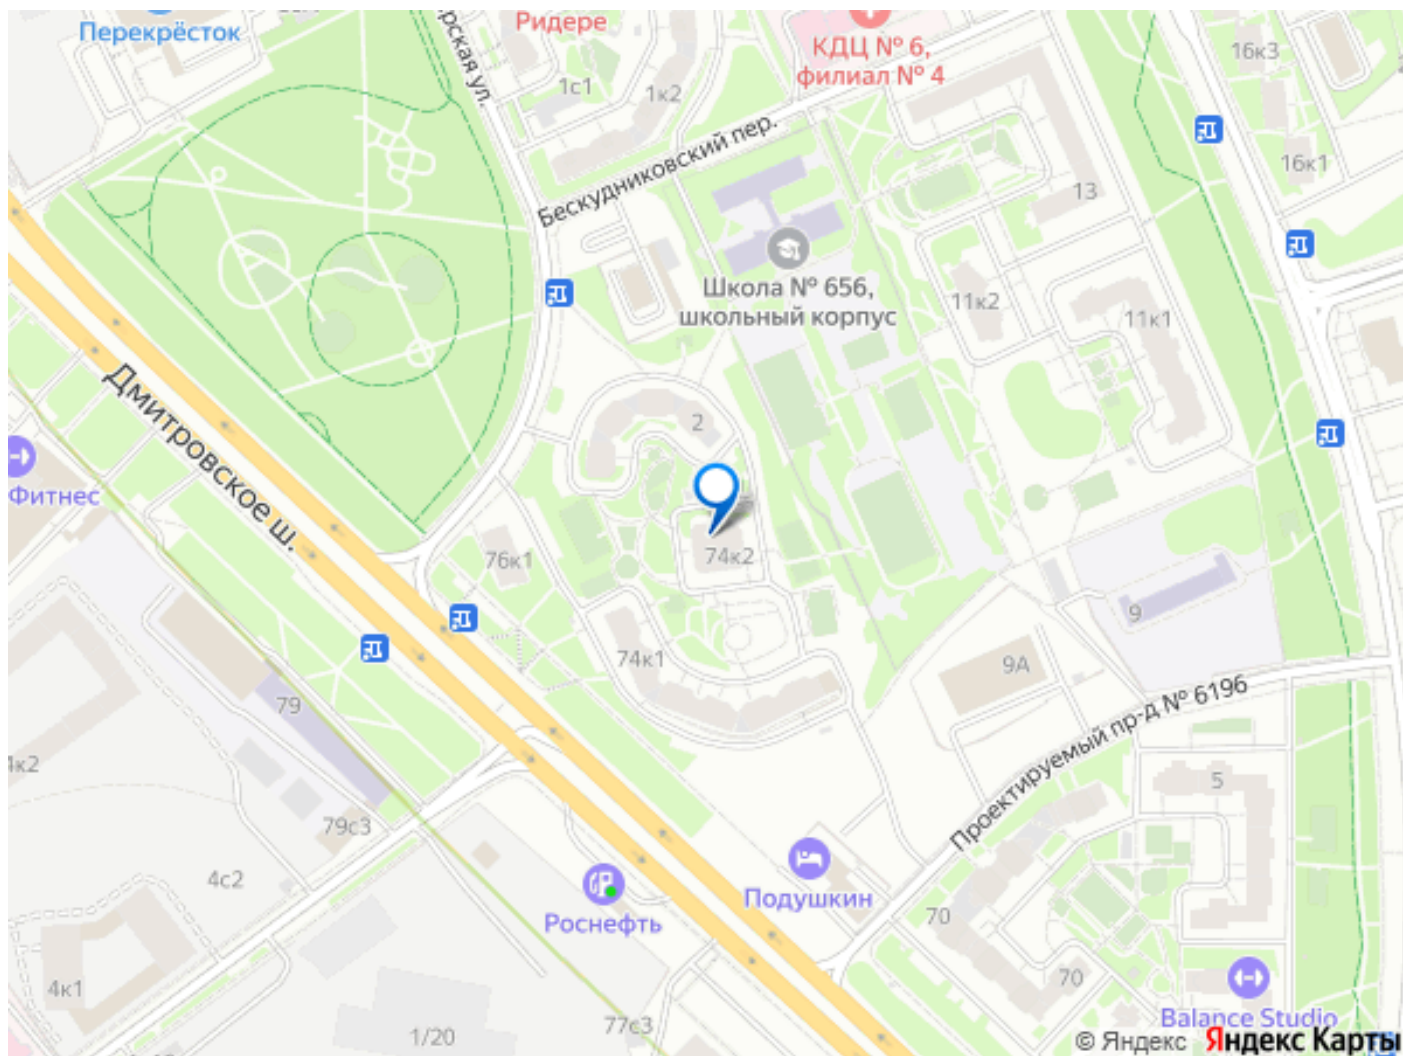 Перекрёсток
Ридере
КДЦ № 6,
филиал № 4
16к3
1с1
1к2
Бескудниковский пер.
16к1
13
Школа № 656,
школьный корпус
11к2
11к1
Дмитровское ш.
2
Фитнес
76к1
74к2
74к1
9
9А
79
Проектируемый пр-д № 6196
5
79с3
4с2
Подушкин
Роснефть
70
70
4к1
77с3
1/20
Balance Studio
© Яндекс Яндекс Карты